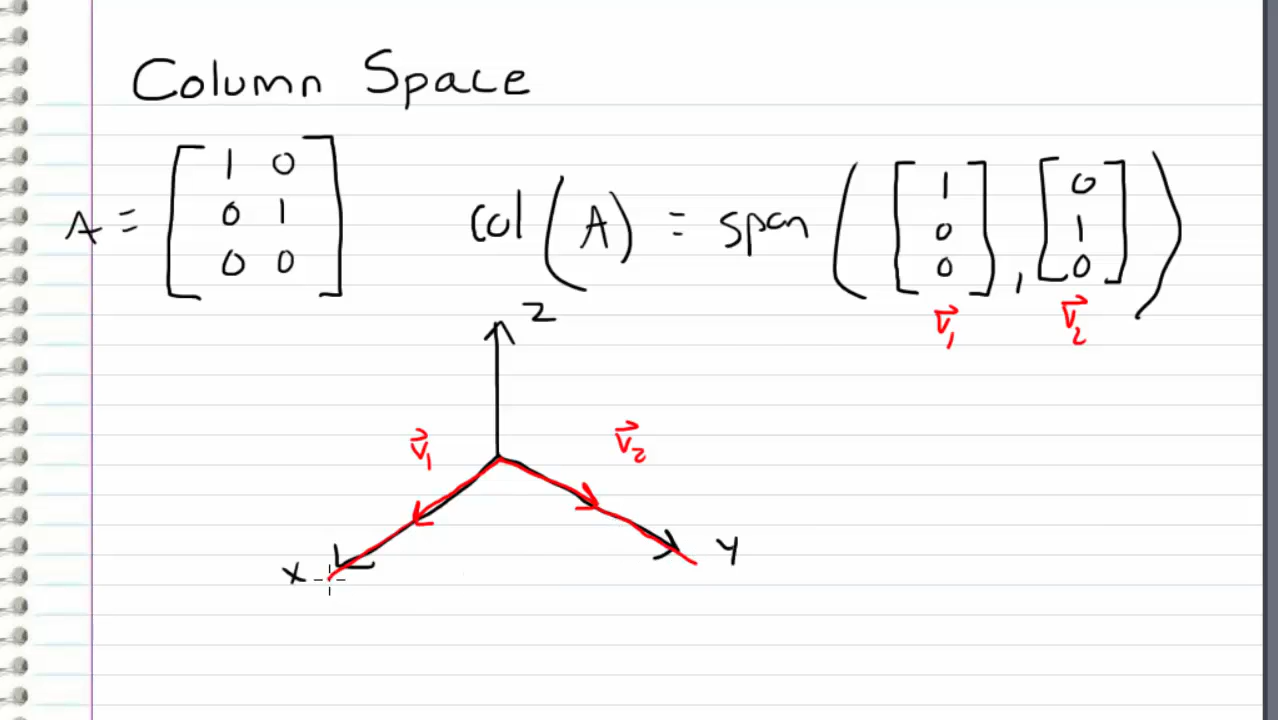 Column Space
A = [ 1 0 ; 0 1 ; 0 0 ] col (A) = span ( [ 1 ; 0 ; 0 ] , [ 0 ; 1 ; 0 ] )
v⃗₁ v⃗₂
z
v⃗₁ v⃗₂
x y